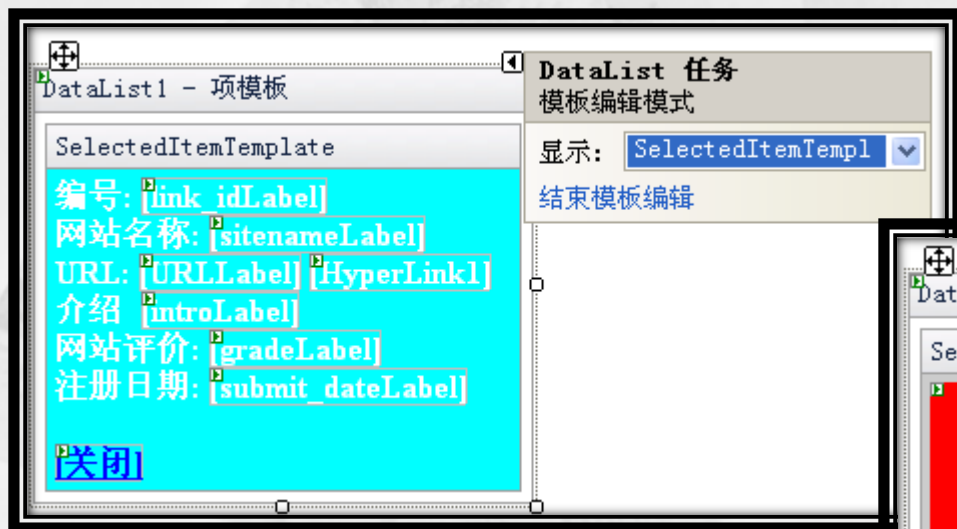 DataList1 - 项模板
SelectedItemTemplate
编号: [link_idLabel]
网站名称: [sitenameLabel]
URL: [URLLabel] [HyperLink1]
介绍 [introLabel]
网站评价: [gradeLabel]
注册日期: [submit_dateLabel]
[关闭]
DataList 任务
模板编辑模式
显示: SelectedItemTempl
结束模板编辑
Dat
Se